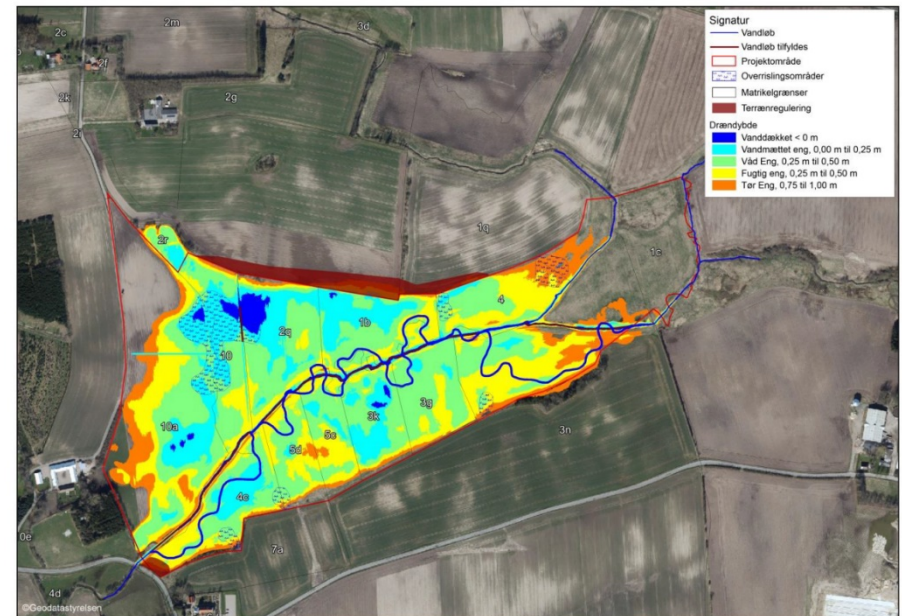 Signatur
Vandløb
Vandløb tilfyldes
Projektområde
Overrislingsområder
Matrikelgrænser
Terrænregulering
Drændybde
Vanddækket < 0 m
Vandmættet eng, 0,00 m til 0,25 m
Våd Eng, 0,25 m til 0,50 m
Fugtig eng, 0,25 m til 0,50 m
Tør Eng, 0,75 til 1,00 m
2m
3d
2c
2f
2k
2g
1q
2r
1c
4
1b
2q
10
10a
3g
3k
5c
5d
3n
4c
7a
0e
4d
©Geodatastyrelsen